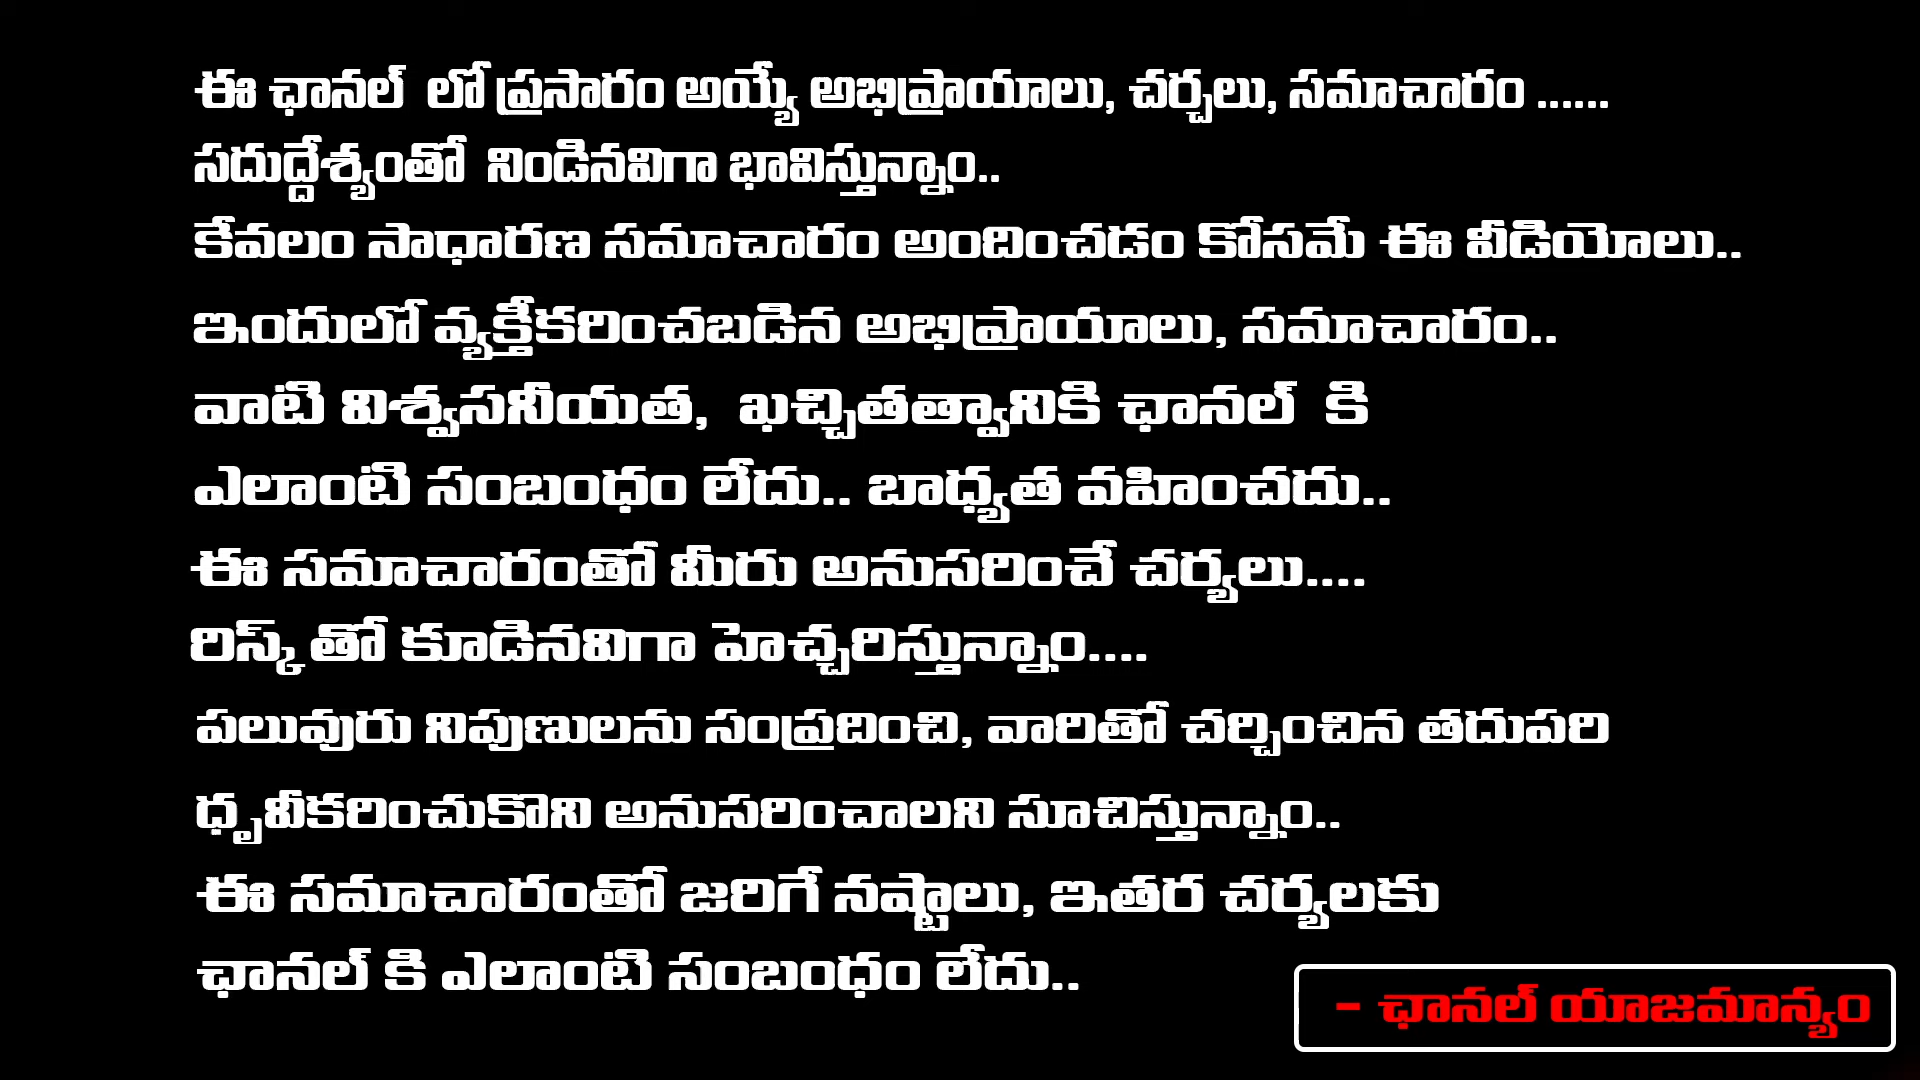 ఈ ఛానల్ లో ప్రసారం అయ్యే అభిప్రాయాలు, చర్చలు, సమాచారం ......
సదుద్దేశ్యంతో నిండినవిగా భావిస్తున్నాం..
కేవలం సాధారణ సమాచారం అందించడం కోసమే ఈ వీడియోలు..
ఇందులో వ్యక్తీకరించబడిన అభిప్రాయాలు, సమాచారం..
వాటి విశ్వసనీయత, ఖచ్చితత్వానికి ఛానల్ కి
ఎలాంటి సంబంధం లేదు.. బాధ్యత వహించదు..
ఈ సమాచారంతో మీరు అనుసరించే చర్యలు....
రిస్క్ తో కూడినవిగా హెచ్చరిస్తున్నాం....
పలువురు నిపుణులను సంప్రదించి, వారితో చర్చించిన తదుపరి
ధృవీకరించుకొని అనుసరించాలని సూచిస్తున్నాం..
ఈ సమాచారంతో జరిగే నష్టాలు, ఇతర చర్యలకు
ఛానల్ కి ఎలాంటి సంబంధం లేదు..
- ఛానల్ యాజమాన్యం